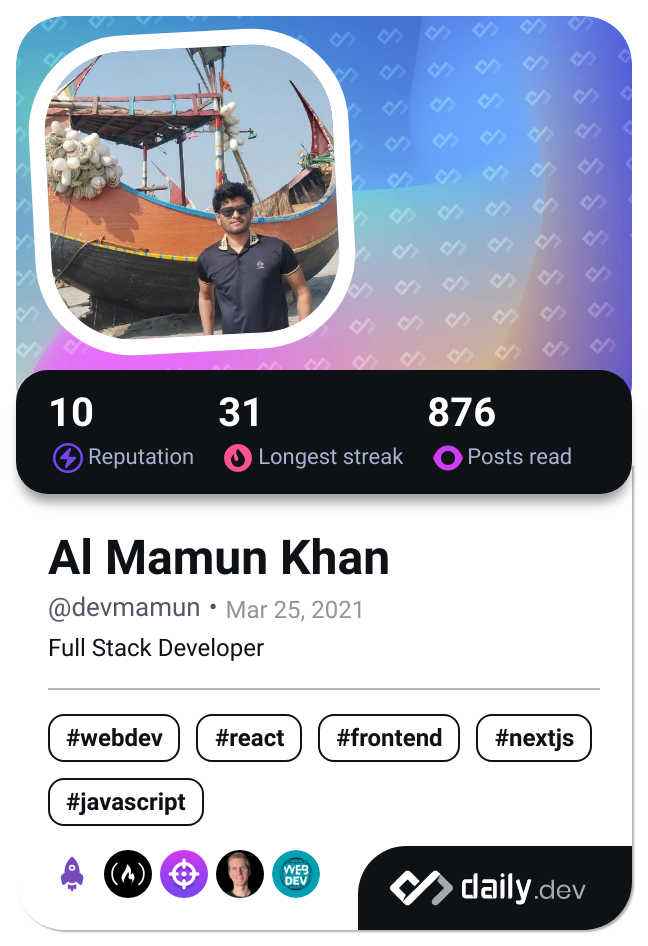 10 31 876
Reputation Longest streak Posts read
Al Mamun Khan
@devmamun • Mar 25, 2021
Full Stack Developer
#webdev #react #frontend #nextjs
#javascript
WEB
DEV
daily.dev